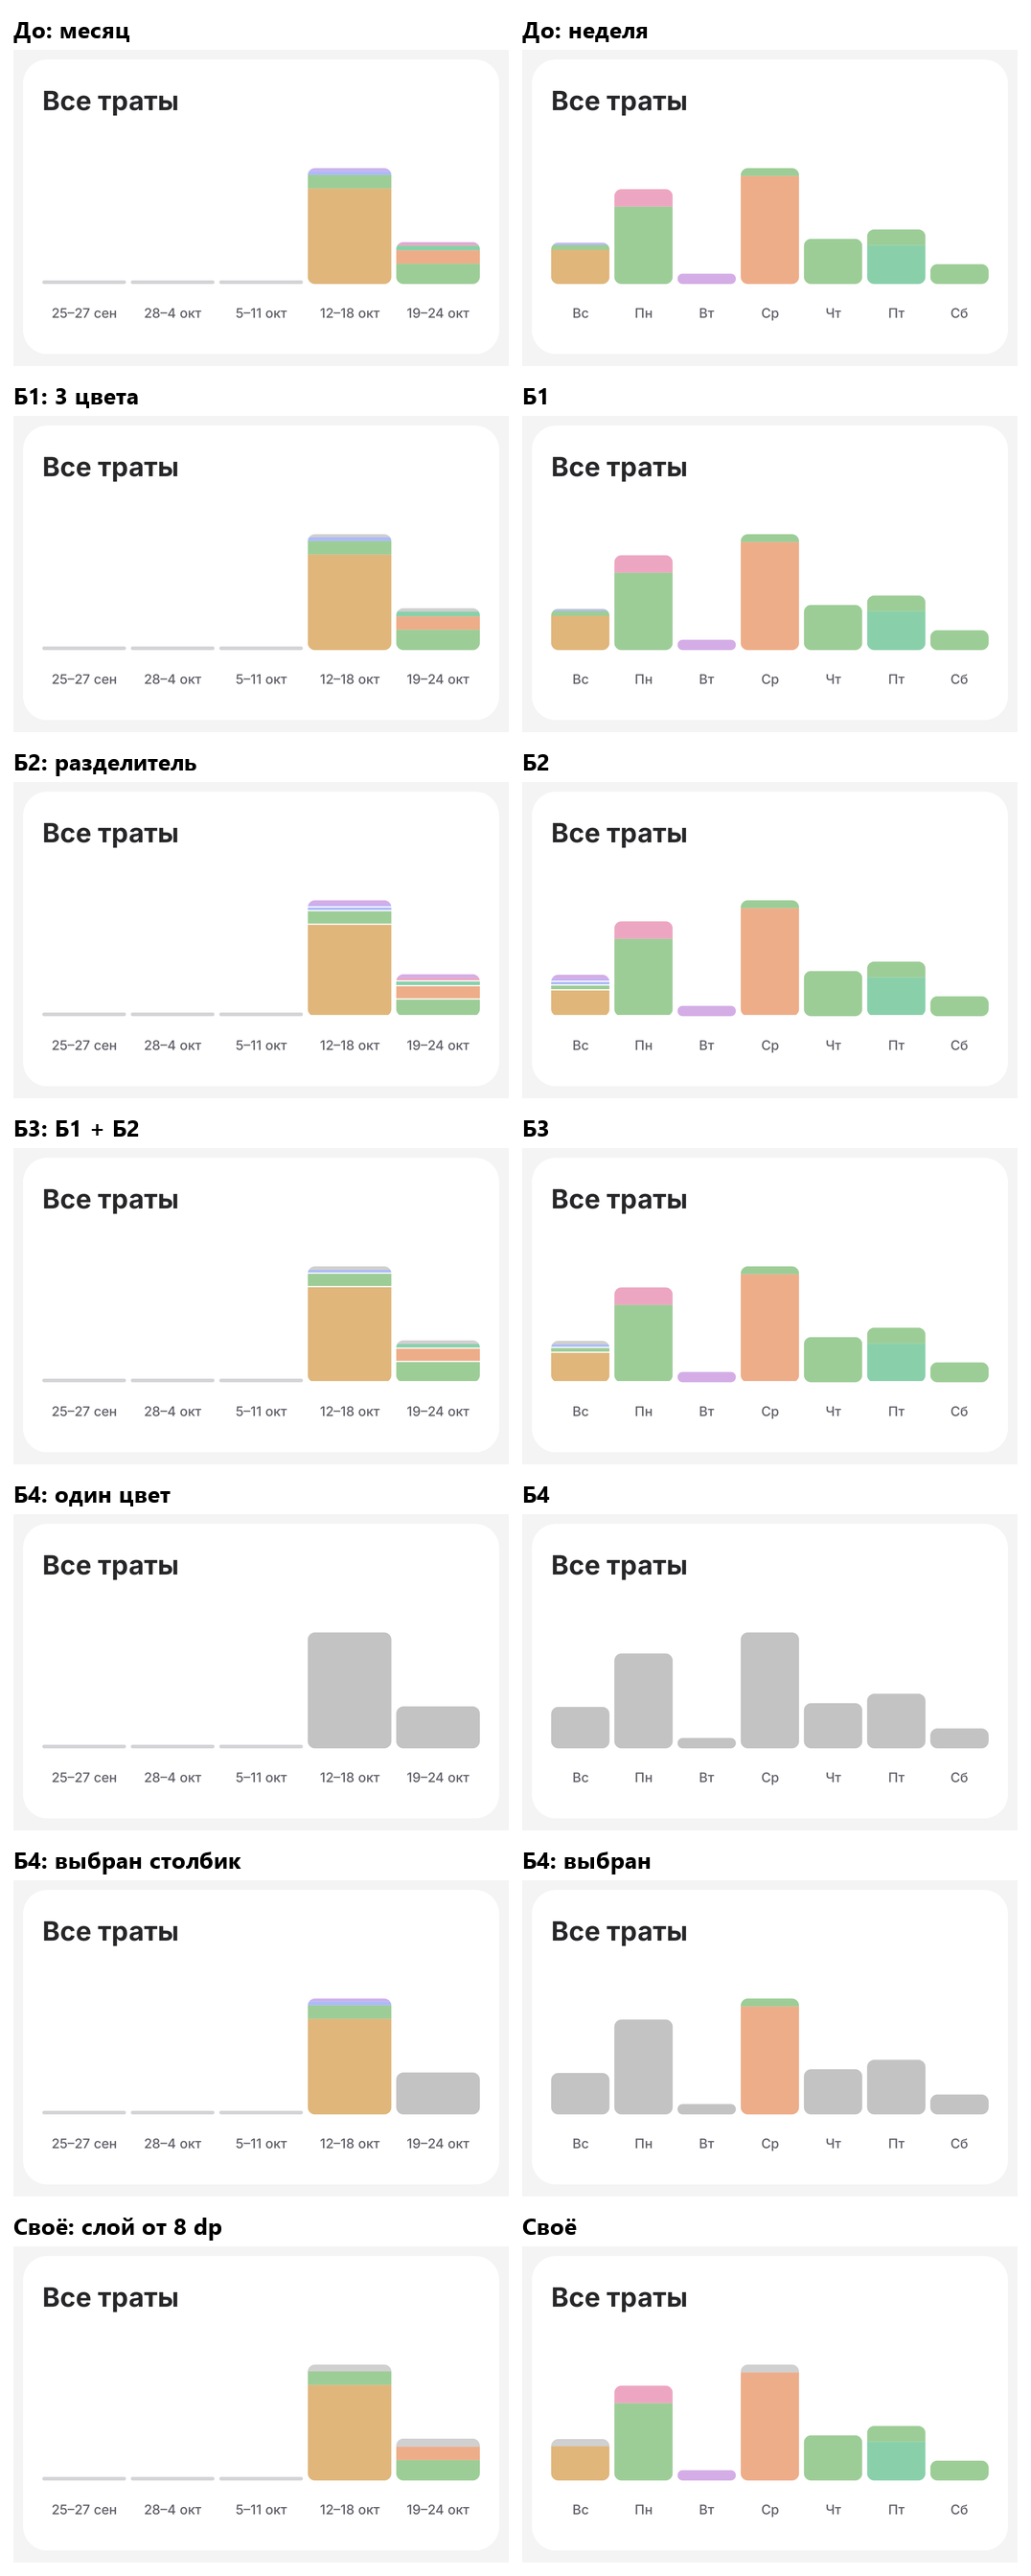 До: месяц
До: неделя
Все траты
Все траты
25–27 сен 28–4 окт 5–11 окт 12–18 окт 19–24 окт
Вс Пн Вт Ср Чт Пт Сб
Б1: 3 цвета
Б1
Все траты
Все траты
25–27 сен 28–4 окт 5–11 окт 12–18 окт 19–24 окт
Вс Пн Вт Ср Чт Пт Сб
Б2: разделитель
Б2
Все траты
Все траты
25–27 сен 28–4 окт 5–11 окт 12–18 окт 19–24 окт
Вс Пн Вт Ср Чт Пт Сб
Б3: Б1 + Б2
Б3
Все траты
Все траты
25–27 сен 28–4 окт 5–11 окт 12–18 окт 19–24 окт
Вс Пн Вт Ср Чт Пт Сб
Б4: один цвет
Б4
Все траты
Все траты
25–27 сен 28–4 окт 5–11 окт 12–18 окт 19–24 окт
Вс Пн Вт Ср Чт Пт Сб
Б4: выбран столбик
Б4: выбран
Все траты
Все траты
25–27 сен 28–4 окт 5–11 окт 12–18 окт 19–24 окт
Вс Пн Вт Ср Чт Пт Сб
Своё: слой от 8 dp
Своё
Все траты
Все траты
25–27 сен 28–4 окт 5–11 окт 12–18 окт 19–24 окт
Вс Пн Вт Ср Чт Пт Сб